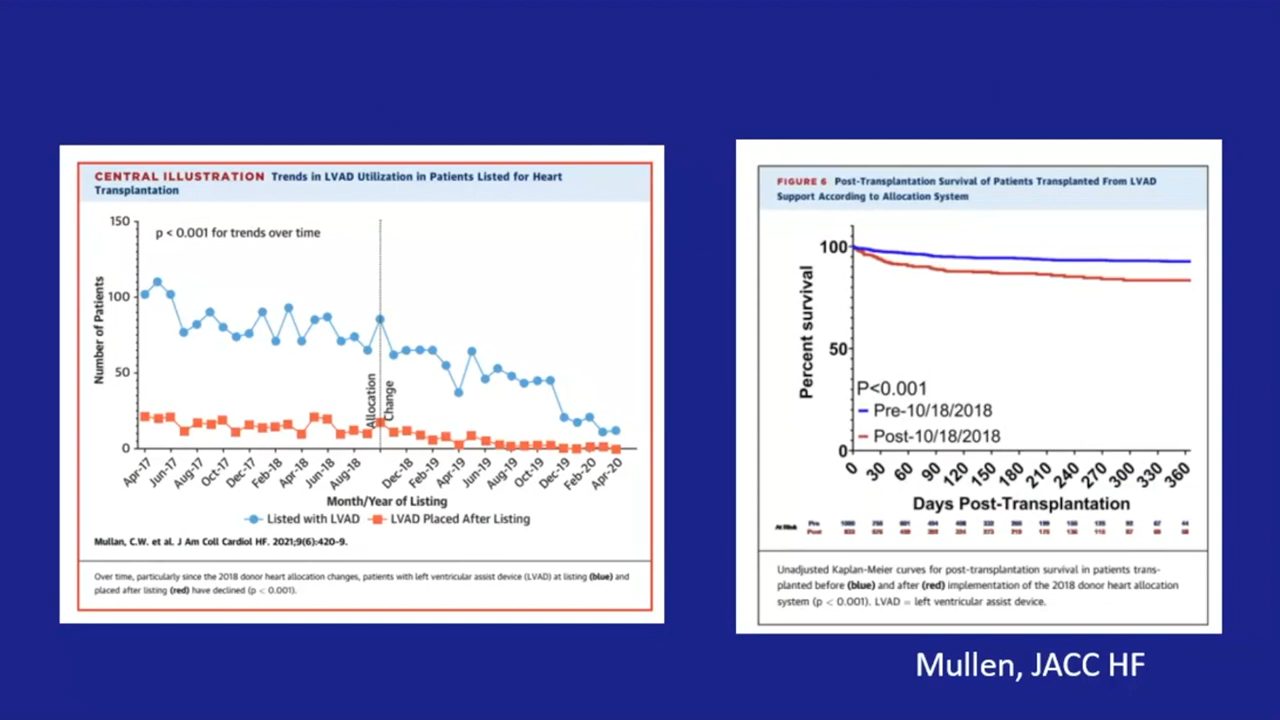 CENTRAL ILLUSTRATION Trends in LVAD Utilization in Patients Listed for Heart
Transplantation
150
p < 0.001 for trends over time
100
50
0
Number of Patients
Allocation
Change
Apr-17
Jun-17
Aug-17
Oct-17
Dec-17
Feb-18
Apr-18
Jun-18
Aug-18
Dec-18
Feb-19
Apr-19
Jun-19
Aug-19
Oct-19
Dec-19
Feb-20
Apr-20
Month/Year of Listing
Listed with LVAD
LVAD Placed After Listing
Mullan, C.W. et al. J Am Coll Cardiol HF. 2021;9(6):420-9.
Over time, particularly since the 2018 donor heart allocation changes, patients with left ventricular assist device (LVAD) at listing (blue) and
placed after listing (red) have declined (p < 0.001).
FIGURE 6 Post-Transplantation Survival of Patients Transplanted From LVAD
Support According to Allocation System
100
50
0
Percent survival
P<0.001
Pre-10/18/2018
Post-10/18/2018
0
30
60
90
120
150
180
210
240
270
300
330
360
Days Post-Transplantation
At Risk
Pre
Post
Unadjusted Kaplan-Meier curves for post-transplantation survival in patients trans-
planted before (blue) and after (red) implementation of the 2018 donor heart allocation
system (p < 0.001). LVAD = left ventricular assist device.
Mullen, JACC HF